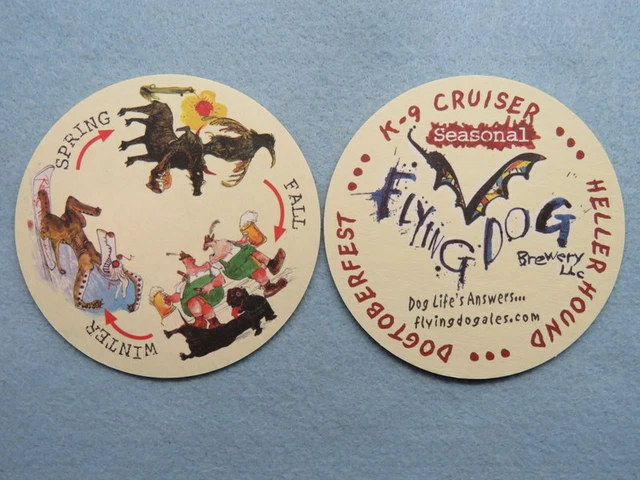 SPRING
FALL
WINTER
K-9 CRUISER
Seasonal
FLYING DOG
Brewery LLC
Dog Life's Answers...
flyingdogales.com
HELLER HOUND
DOGTOBERFEST